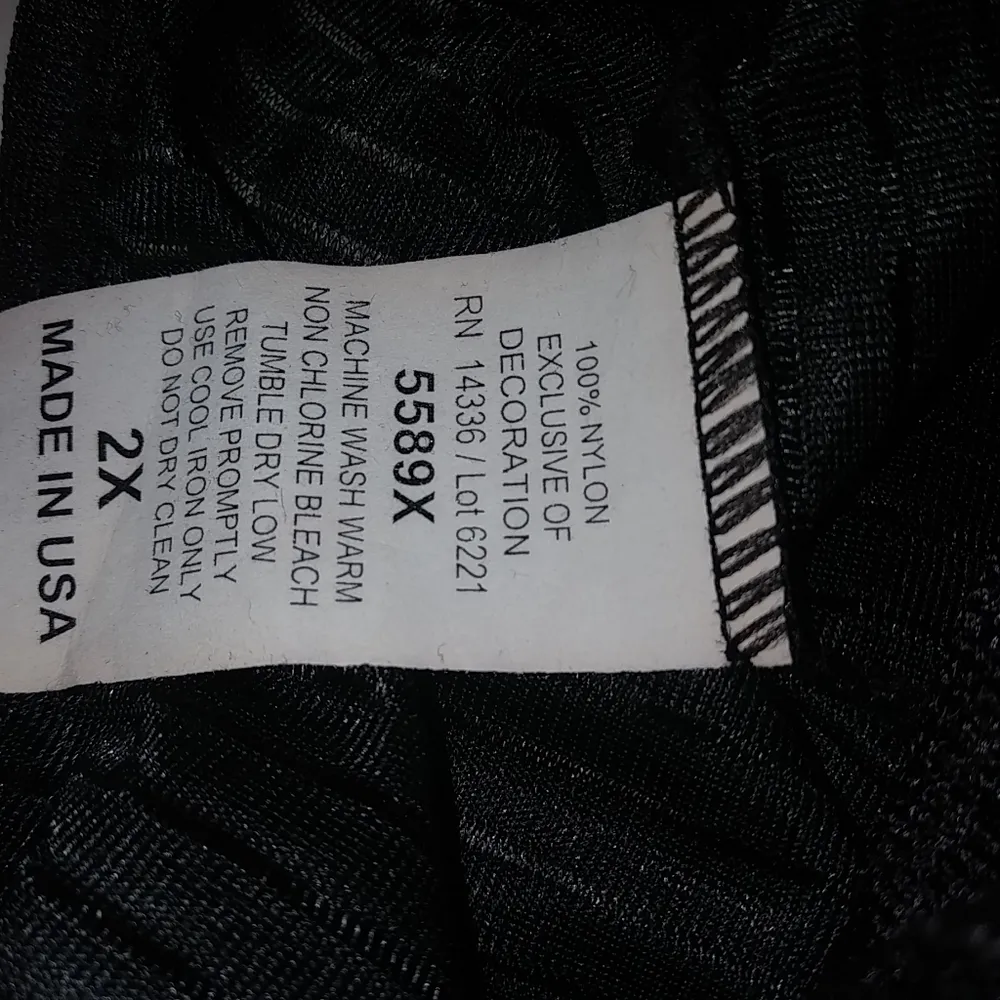 100% NYLON
EXCLUSIVE OF
DECORATION
RN 14336 / Lot 6221
5589X
MACHINE WASH WARM
NON CHLORINE BLEACH
TUMBLE DRY LOW
REMOVE PROMPTLY
USE COOL IRON ONLY
DO NOT DRY CLEAN
2X
MADE IN USA